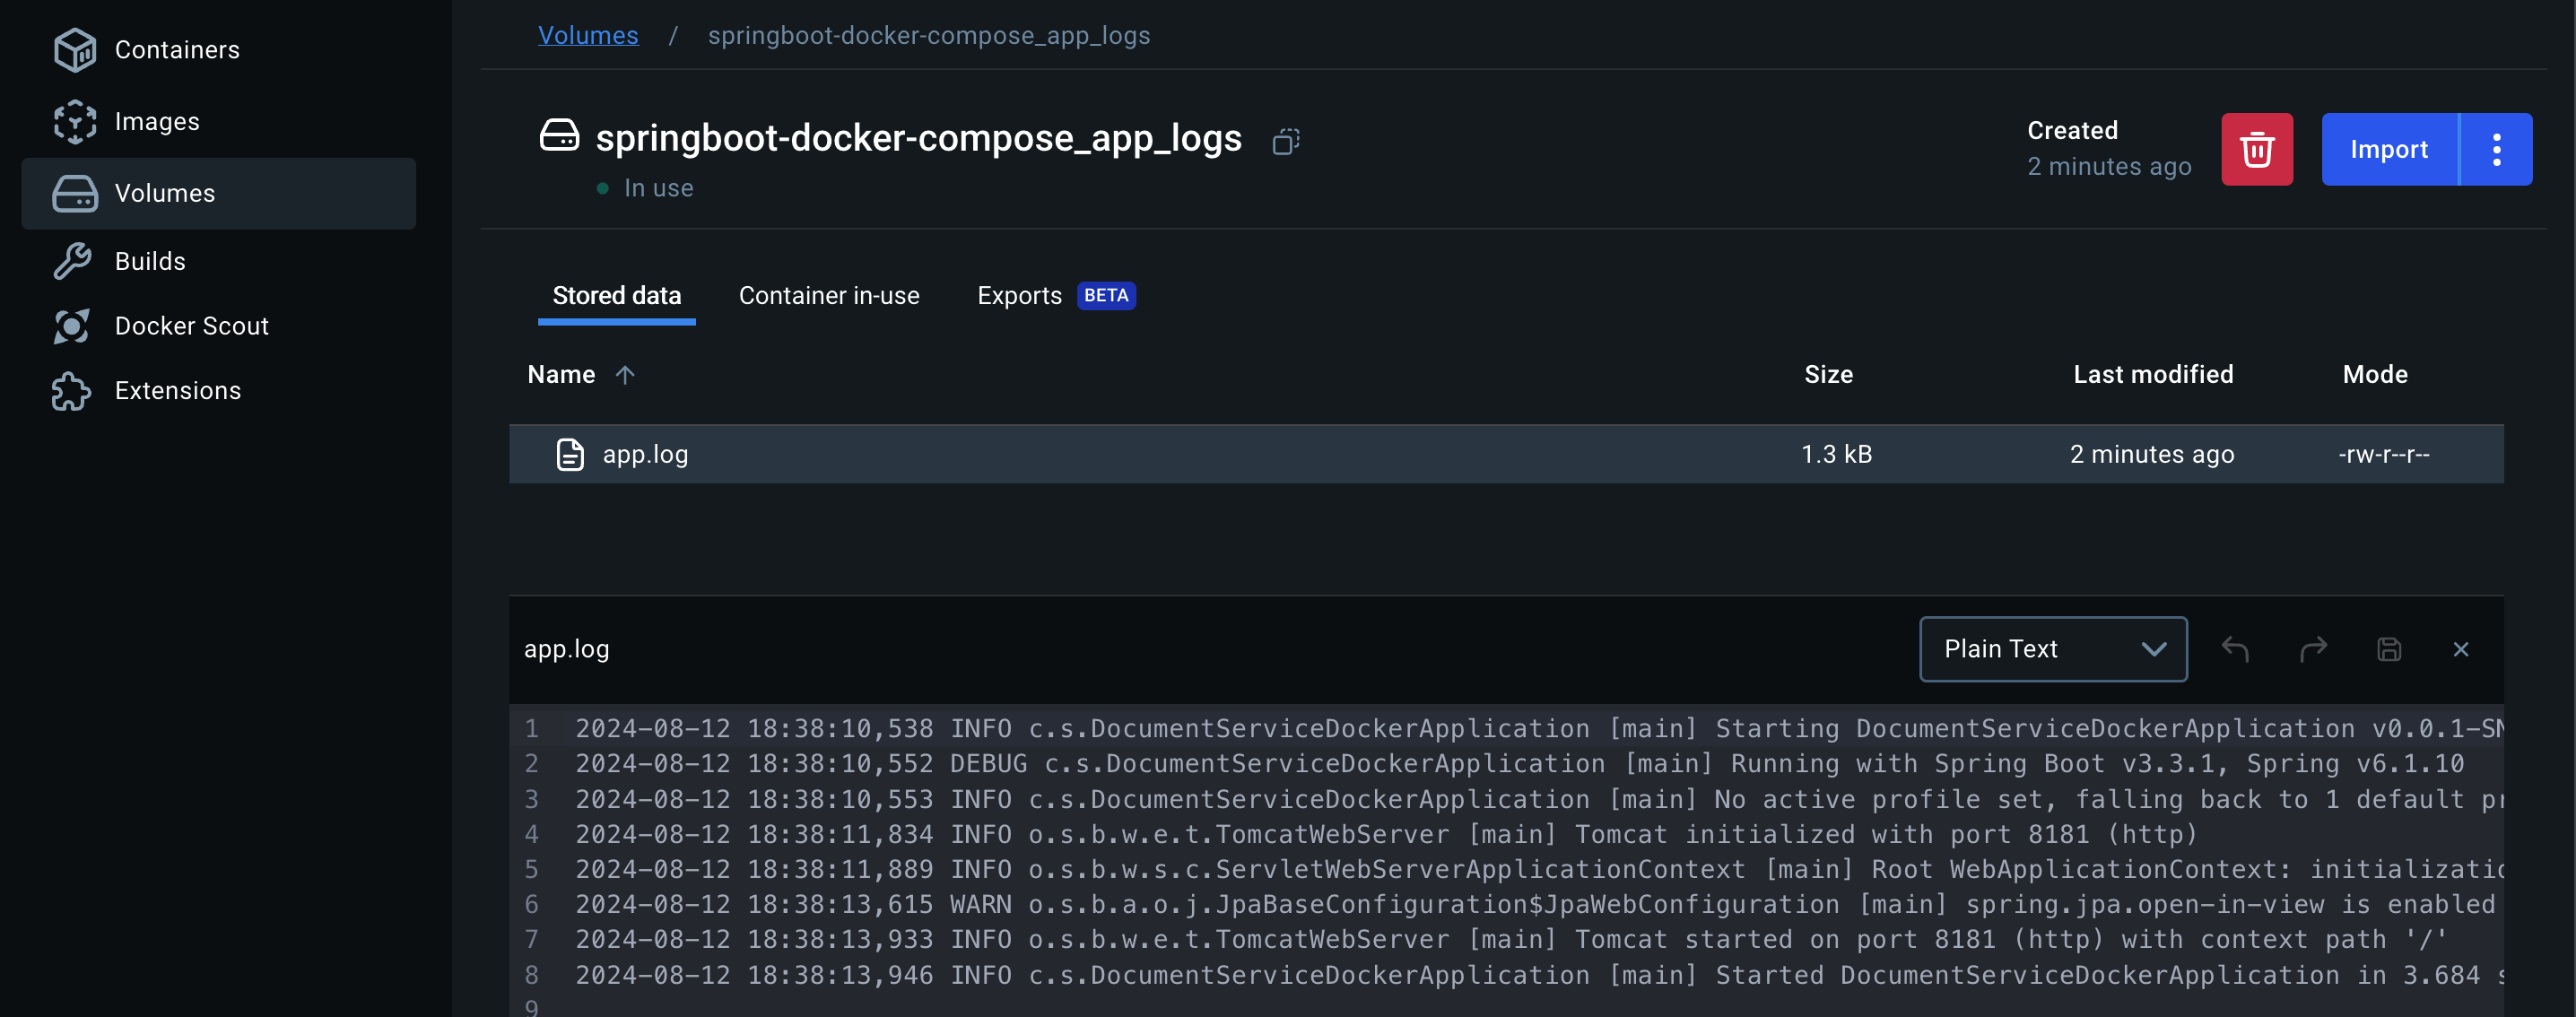 Containers
Images
Volumes
Builds
Docker Scout
Extensions
Volumes / springboot-docker-compose_app_logs
springboot-docker-compose_app_logs
In use
Created
2 minutes ago
Import
Stored data Container in-use Exports BETA
Name Size Last modified Mode
app.log 1.3 kB 2 minutes ago -rw-r--r--
app.log Plain Text
1 2024-08-12 18:38:10,538 INFO c.s.DocumentServiceDockerApplication [main] Starting DocumentServiceDockerApplication v0.0.1-SN
2 2024-08-12 18:38:10,552 DEBUG c.s.DocumentServiceDockerApplication [main] Running with Spring Boot v3.3.1, Spring v6.1.10
3 2024-08-12 18:38:10,553 INFO c.s.DocumentServiceDockerApplication [main] No active profile set, falling back to 1 default pr
4 2024-08-12 18:38:11,834 INFO o.s.b.w.e.t.TomcatWebServer [main] Tomcat initialized with port 8181 (http)
5 2024-08-12 18:38:11,889 INFO o.s.b.w.s.c.ServletWebServerApplicationContext [main] Root WebApplicationContext: initializatio
6 2024-08-12 18:38:13,615 WARN o.s.b.a.o.j.JpaBaseConfiguration$JpaWebConfiguration [main] spring.jpa.open-in-view is enabled
7 2024-08-12 18:38:13,933 INFO o.s.b.w.e.t.TomcatWebServer [main] Tomcat started on port 8181 (http) with context path '/'
8 2024-08-12 18:38:13,946 INFO c.s.DocumentServiceDockerApplication [main] Started DocumentServiceDockerApplication in 3.684 s
9